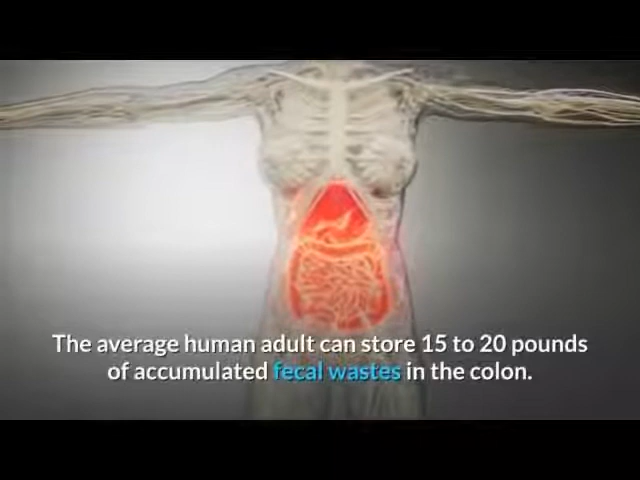 The average human adult can store 15 to 20 pounds
of accumulated fecal wastes in the colon.